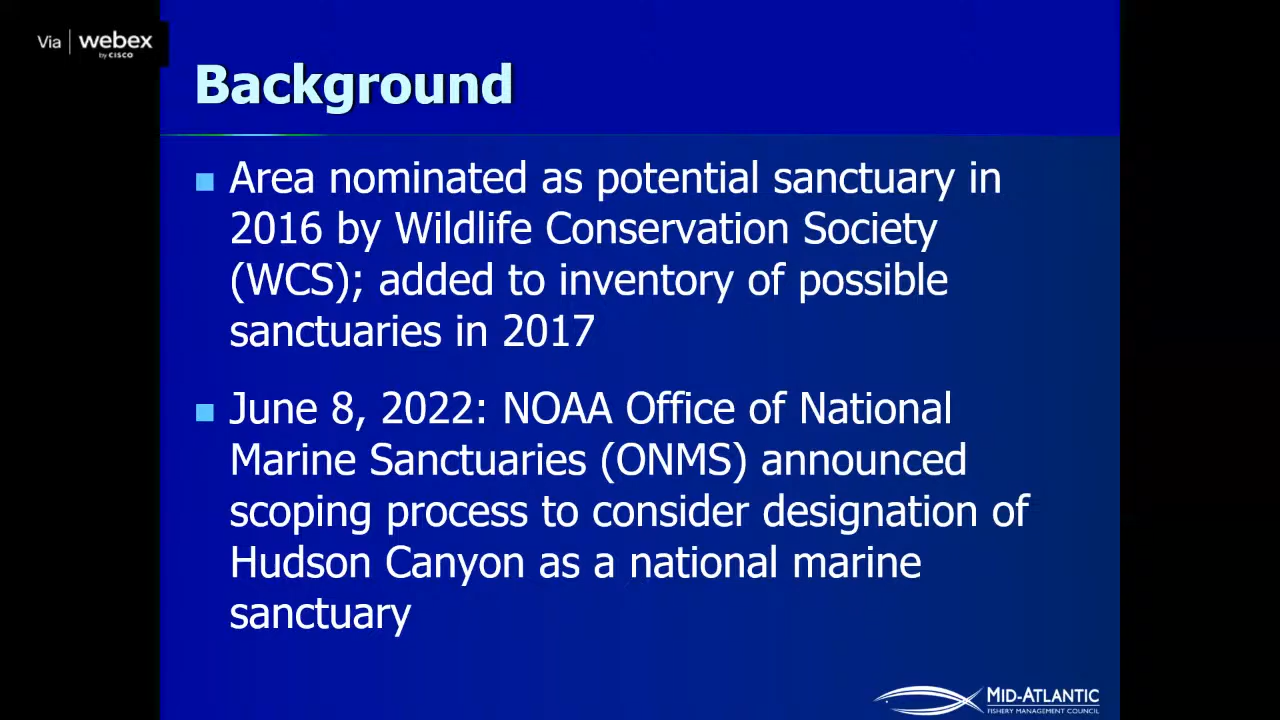 Via | webex
by CISCO
Background
Area nominated as potential sanctuary in
2016 by Wildlife Conservation Society
(WCS); added to inventory of possible
sanctuaries in 2017
June 8, 2022: NOAA Office of National
Marine Sanctuaries (ONMS) announced
scoping process to consider designation of
Hudson Canyon as a national marine
sanctuary
MID-ATLANTIC
FISHERY MANAGEMENT COUNCIL